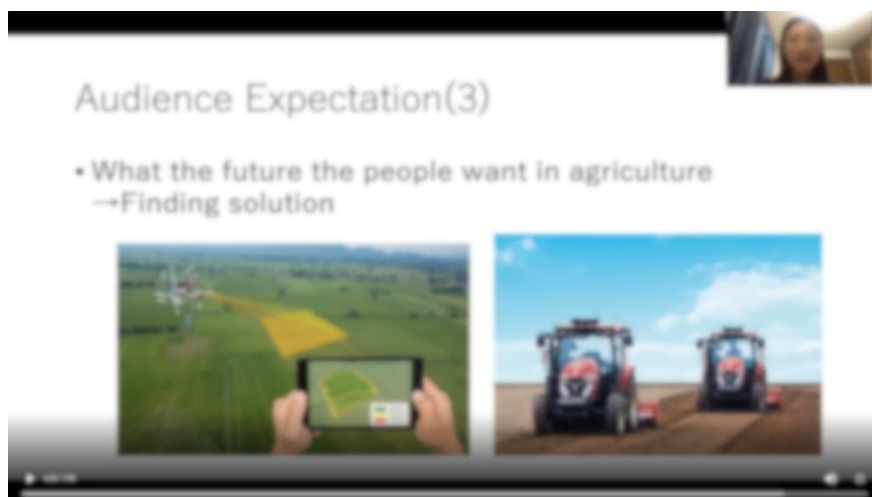 Audience Expectation(3)
• What the future the people want in agriculture
→Finding solution